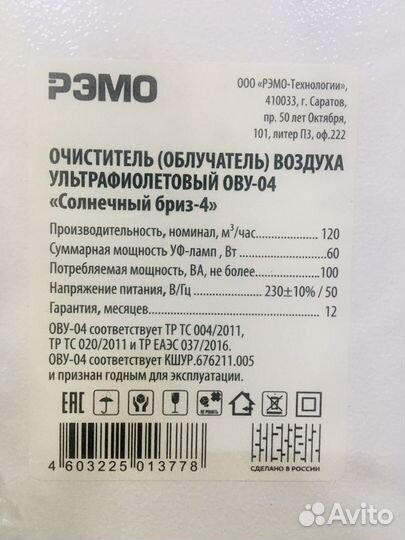 РЭМО
ООО «РЭМО-Технологии»,
410033, г. Саратов,
пр. 50 лет Октября,
101, литер П3, оф.222
ОЧИСТИТЕЛЬ (ОБЛУЧАТЕЛЬ) ВОЗДУХА
УЛЬТРАФИОЛЕТОВЫЙ ОВУ-04
«Солнечный бриз-4»
Производительность, номинал, м³/час 120
Суммарная мощность УФ-ламп , Вт 60
Потребляемая мощность, ВА, не более 100
Напряжение питания, В/Гц 230±10% / 50
Гарантия, месяцев 12
ОВУ-04 соответствует ТР ТС 004/2011,
ТР ТС 020/2011 и ТР ЕАЭС 037/2016.
ОВУ-04 соответствует КШУР.676211.005
и признан годным для эксплуатации.
EAC НЕ РОНЯТЬ
4 603225 013778
СДЕЛАНО В РОССИИ
Avito